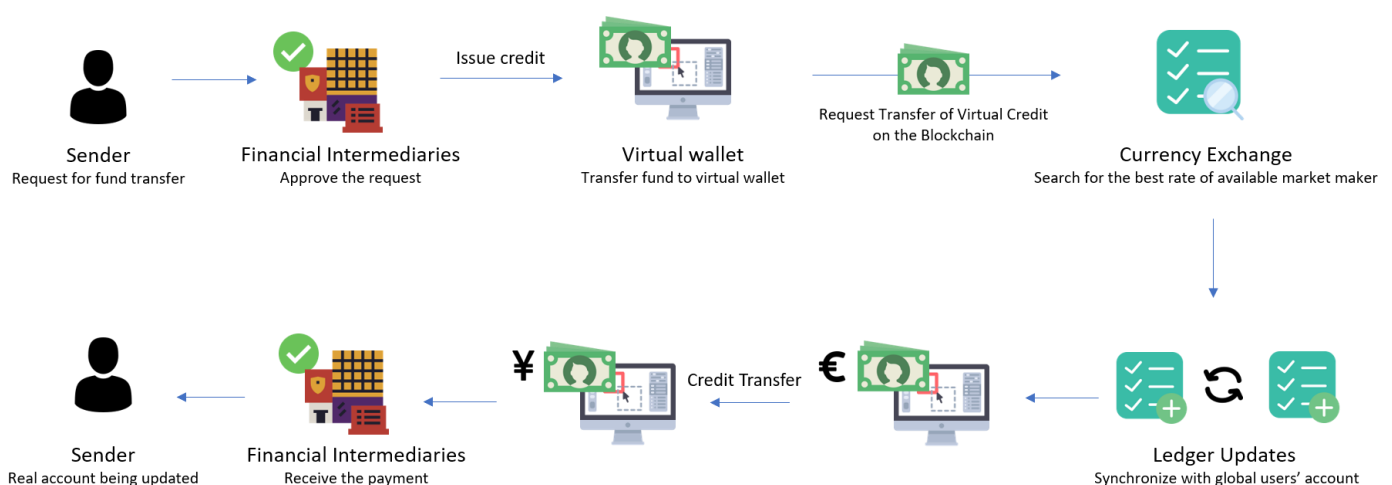 Issue credit
Request Transfer of Virtual Credit
on the Blockchain
Sender
Request for fund transfer
Financial Intermediaries
Approve the request
Virtual wallet
Transfer fund to virtual wallet
Currency Exchange
Search for the best rate of available market maker
¥
Credit Transfer
€
Sender
Real account being updated
Financial Intermediaries
Receive the payment
Ledger Updates
Synchronize with global users’ account